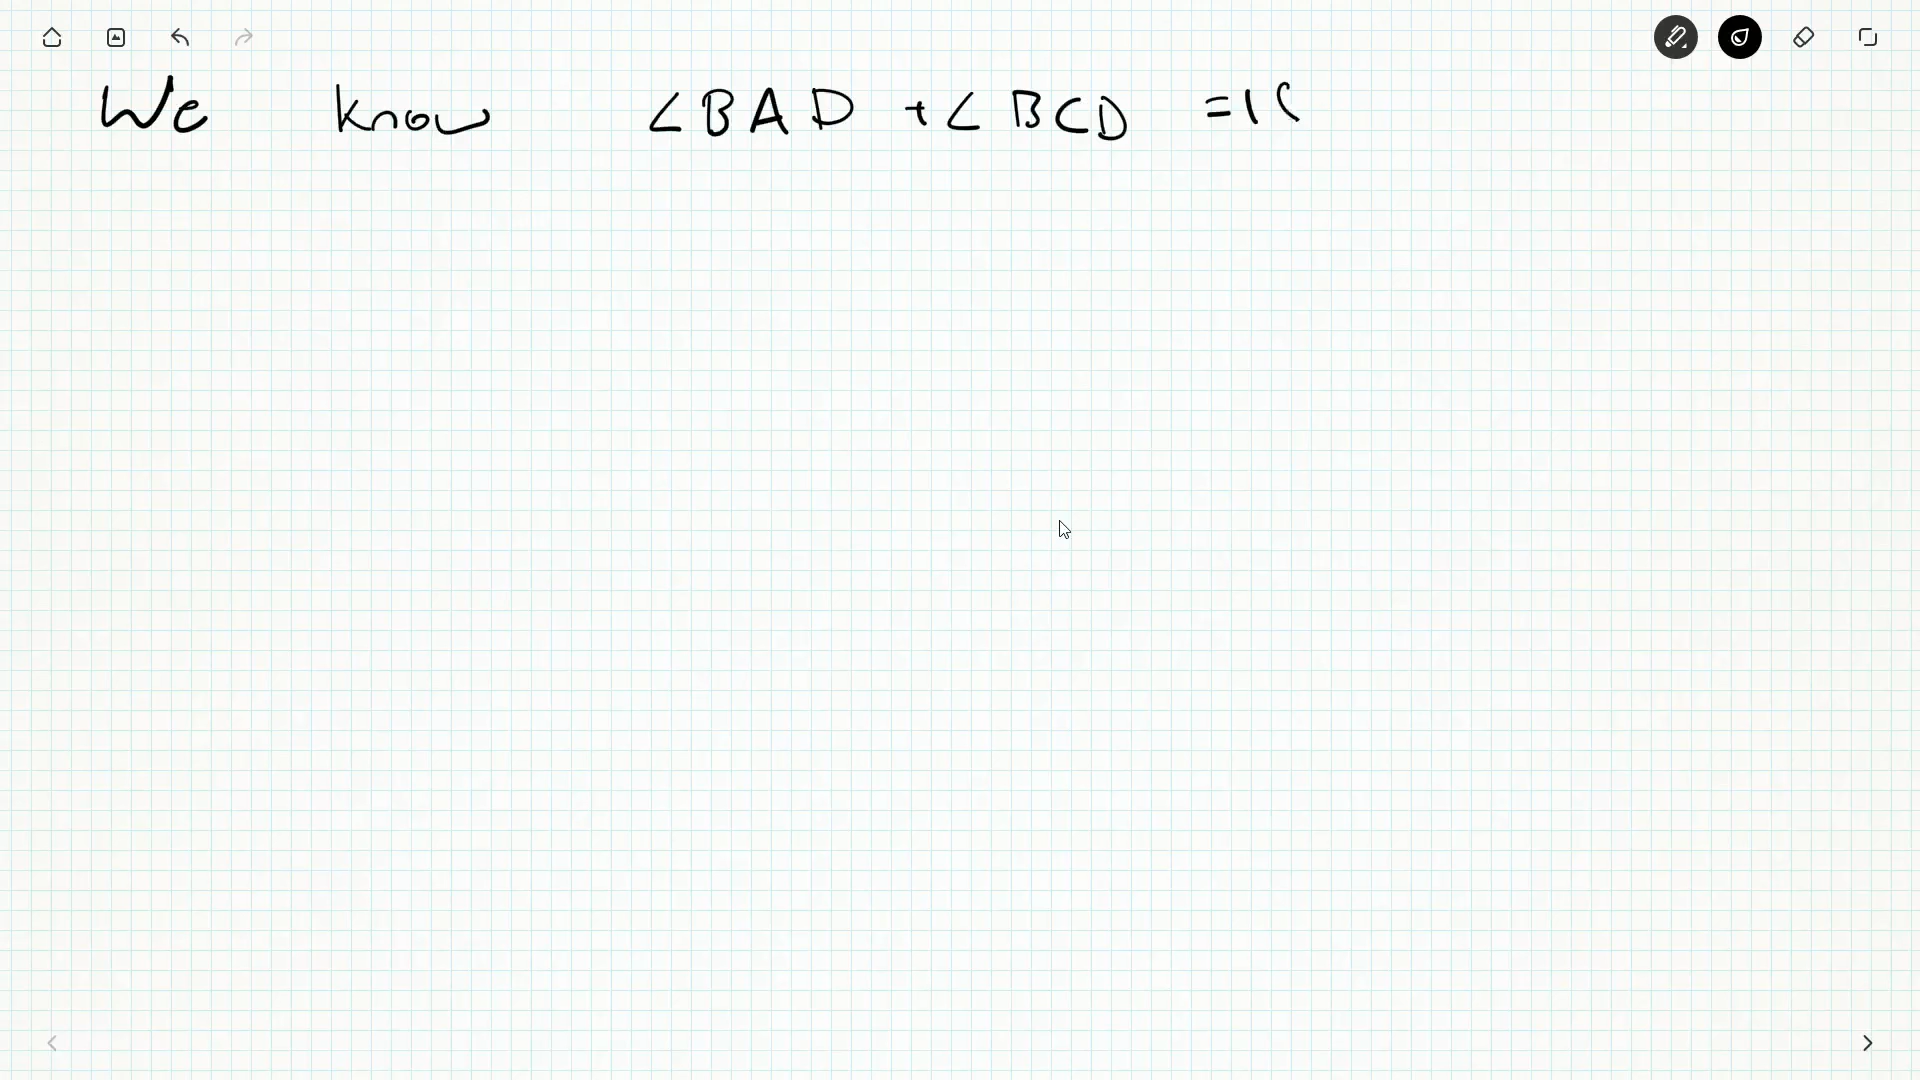 We know ∠BAD + ∠BCD = 1